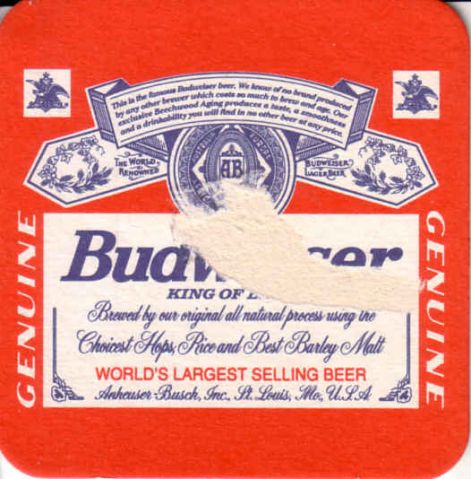 This is the famous Budweiser beer. We know of no brand produced
by any other brewer which costs so much to brew and age. Our
exclusive Beechwood Aging produces a taste, a smoothness
and a drinkability you will find in no other beer at any price.
THE WORLD
RENOWNED
AB
BUDWEISER
LAGER BEER
GENUINE
Budw ser
KING OF B
Brewed by our original all natural process using the
Choicest Hops, Rice and Best Barley Malt
WORLD'S LARGEST SELLING BEER
Anheuser-Busch, Inc., St. Louis, Mo., U.S.A.
GENUINE